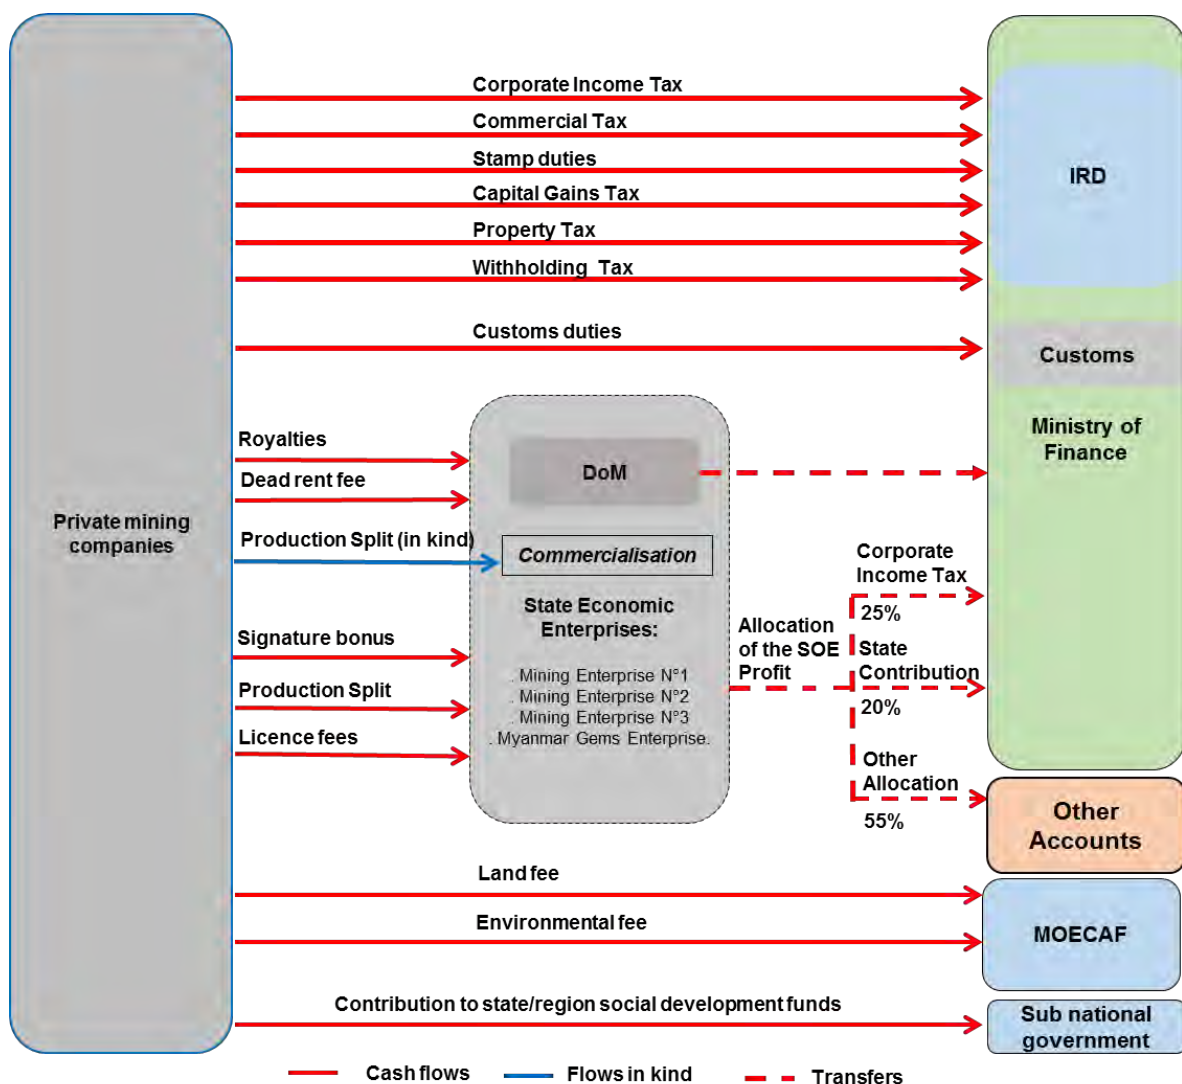 Corporate Income Tax
Commercial Tax
Stamp duties
Capital Gains Tax
Property Tax
Withholding Tax
IRD
Customs duties
Customs
Ministry of
Finance
Private mining
companies
Royalties
Dead rent fee
Production Split (in kind)
Signature bonus
Production Split
Licence fees
DoM
Commercialisation
State Economic
Enterprises:
. Mining Enterprise N°1
. Mining Enterprise N°2
. Mining Enterprise N°3
. Myanmar Gems Enterprise.
Allocation
of the SOE
Profit
Corporate
Income Tax
25%
State
Contribution
20%
Other
Allocation
55%
Other
Accounts
Land fee
Environmental fee
MOECAF
Contribution to state/region social development funds
Sub national
government
Cash flows
Flows in kind
Transfers